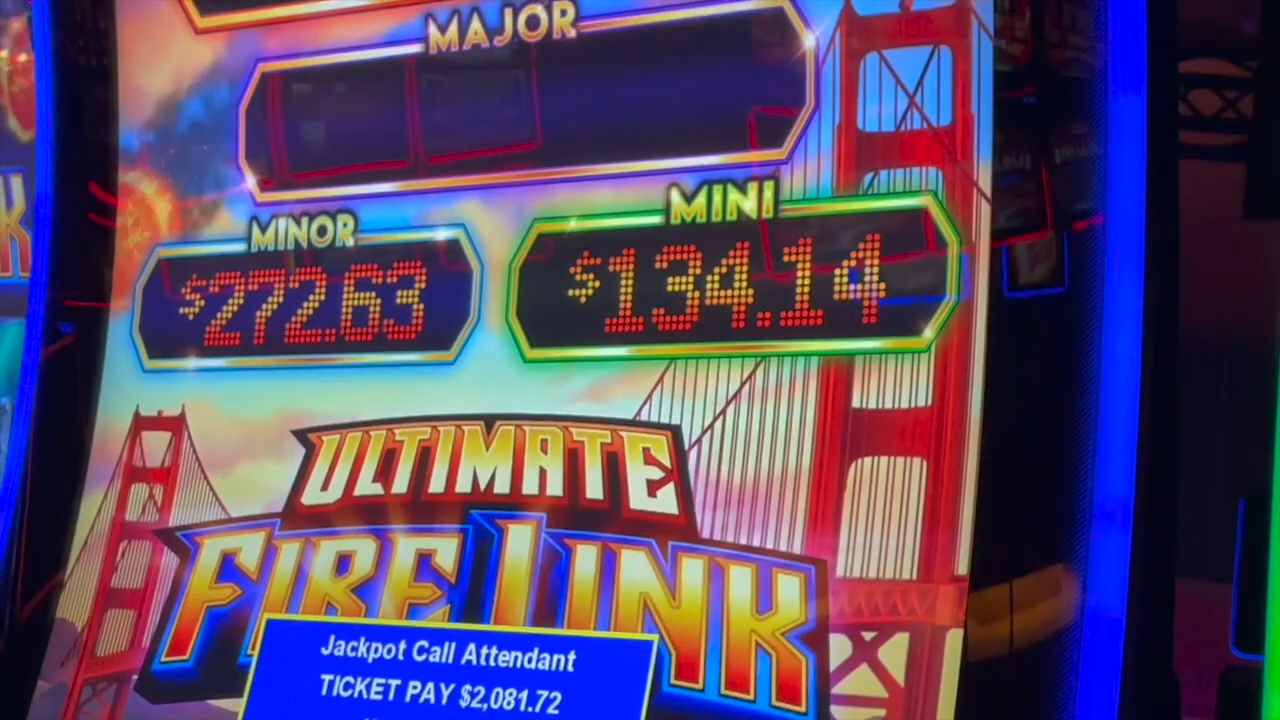 MAJOR
MINOR
MINI
$272.63
$134.14
ULTIMATE
FIRE LINK
Jackpot Call Attendant
TICKET PAY $2,081.72